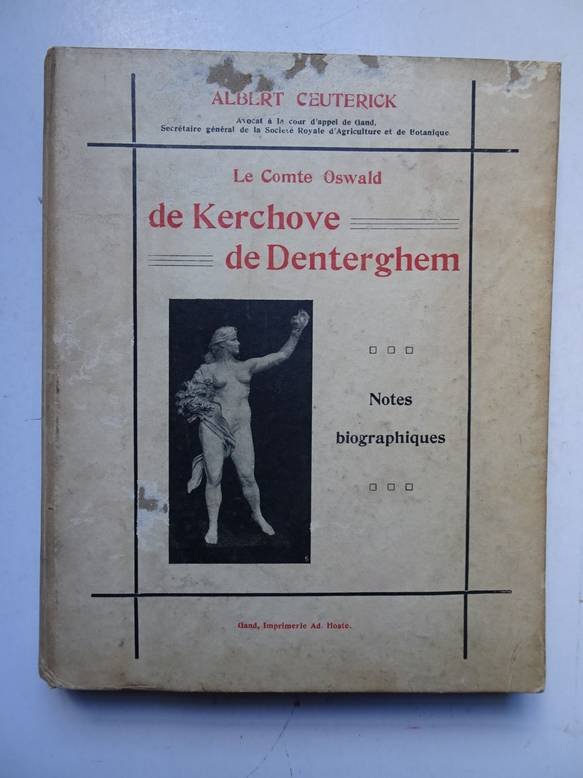 ALBERT CEUTERICK
Avocat à la cour d'appel de Gand,
Secrétaire général de la Société Royale d'Agriculture et de Botanique
Le Comte Oswald
de Kerchove
de Denterghem
Notes
biographiques
Gand, Imprimerie Ad. Hoste.